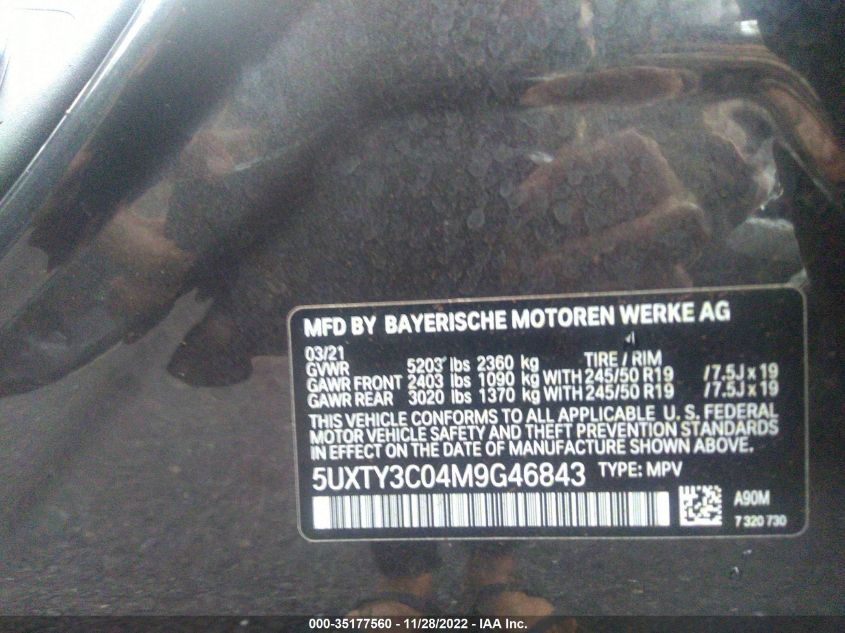 MFD BY BAYERISCHE MOTOREN WERKE AG
03/21
GVWR 5203 lbs 2360 kg TIRE / RIM
GAWR FRONT 2403 lbs 1090 kg WITH 245/50 R19 /7.5J x 19
GAWR REAR 3020 lbs 1370 kg WITH 245/50 R19 /7.5J x 19
THIS VEHICLE CONFORMS TO ALL APPLICABLE U. S. FEDERAL
MOTOR VEHICLE SAFETY AND THEFT PREVENTION STANDARDS
IN EFFECT ON THE DATE OF MANUFACTURE SHOWN ABOVE.
5UXTY3C04M9G46843 TYPE: MPV
A90M
7 320 730
000-35177560 - 11/28/2022 - IAA Inc.